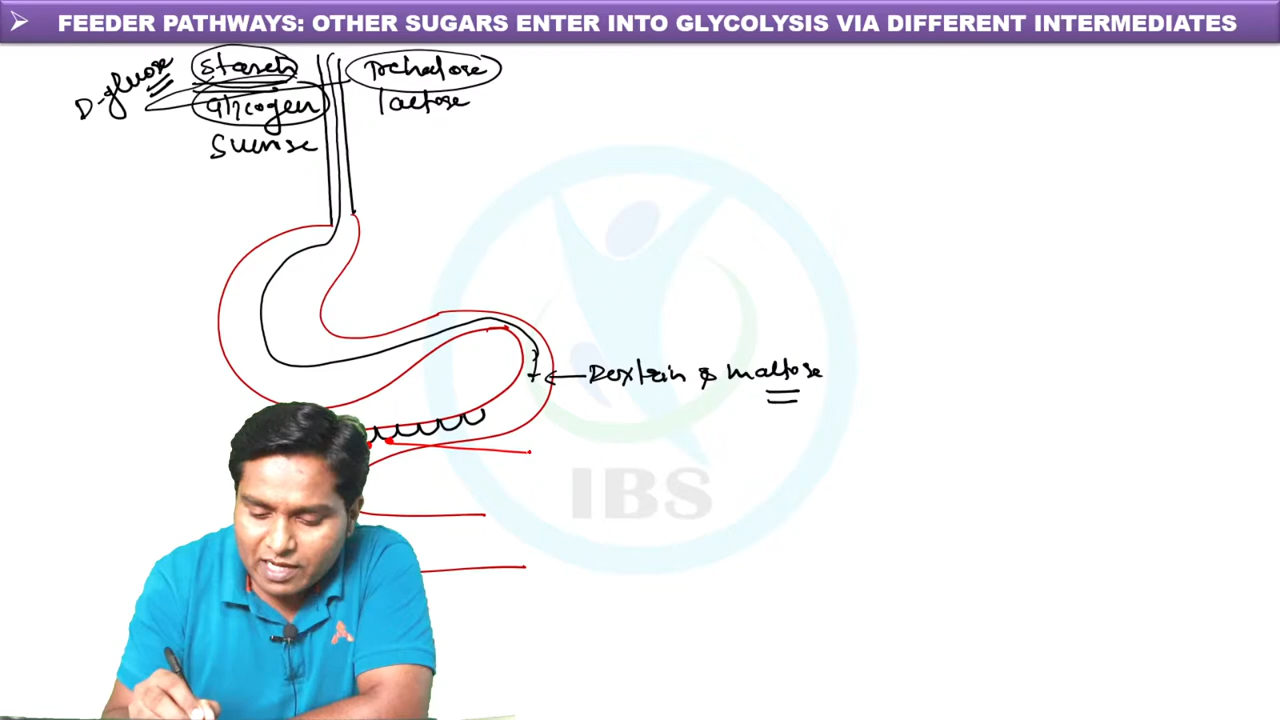 FEEDER PATHWAYS: OTHER SUGARS ENTER INTO GLYCOLYSIS VIA DIFFERENT INTERMEDIATES
D-glucose
starch
Glycogen
Sucrose
Trehalose
lactose
Dextrin & maltose
IBS